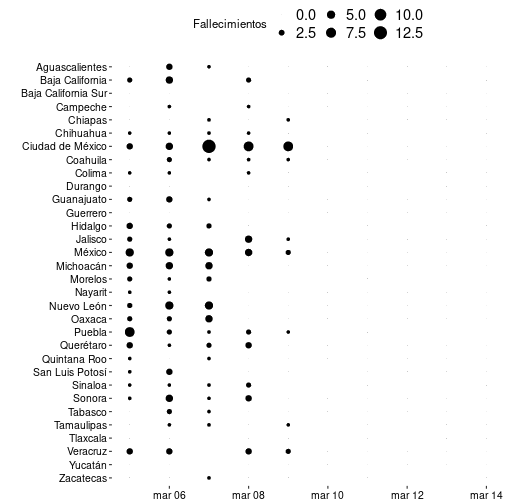 Fallecimientos 0.0 5.0 10.0
2.5 7.5 12.5
Aguascalientes
Baja California
Baja California Sur
Campeche
Chiapas
Chihuahua
Ciudad de México
Coahuila
Colima
Durango
Guanajuato
Guerrero
Hidalgo
Jalisco
México
Michoacán
Morelos
Nayarit
Nuevo León
Oaxaca
Puebla
Querétaro
Quintana Roo
San Luis Potosí
Sinaloa
Sonora
Tabasco
Tamaulipas
Tlaxcala
Veracruz
Yucatán
Zacatecas
mar 06 mar 08 mar 10 mar 12 mar 14